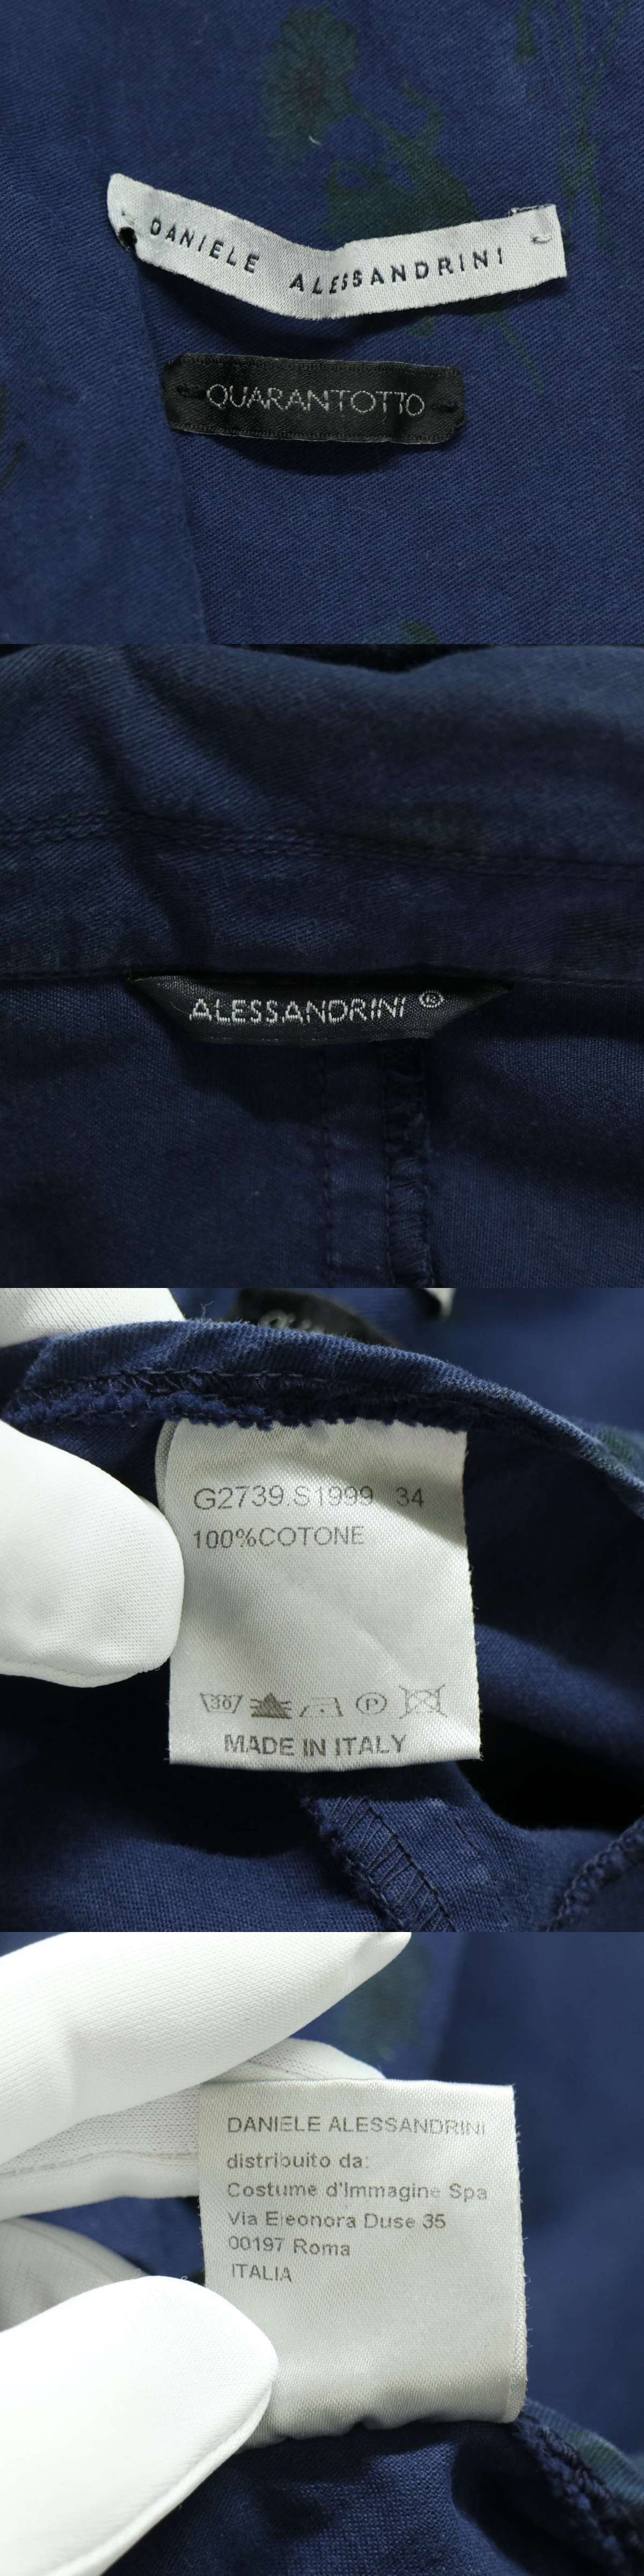 DANIELE ALESSANDRINI
QUARANTOTTO
ALESSANDRINI ®
G2739.S1999 34
100%COTONE
30 P
MADE IN ITALY
DANIELE ALESSANDRINI
distribuito da:
Costume d'Immagine Spa
Via Eleonora Duse 35
00197 Roma
ITALIA